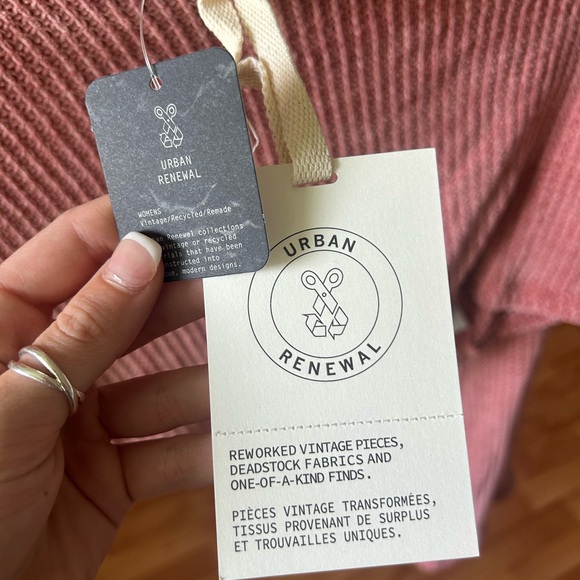 URBAN
RENEWAL
WOMENS
Vintage/Recycled/Remade
Renewal collections
vintage or recycled
that have been
into
modern designs.
URBAN
RENEWAL
REWORKED VINTAGE PIECES,
DEADSTOCK FABRICS AND
ONE-OF-A-KIND FINDS.
PIÈCES VINTAGE TRANSFORMÉES,
TISSUS PROVENANT DE SURPLUS
ET TROUVAILLES UNIQUES.